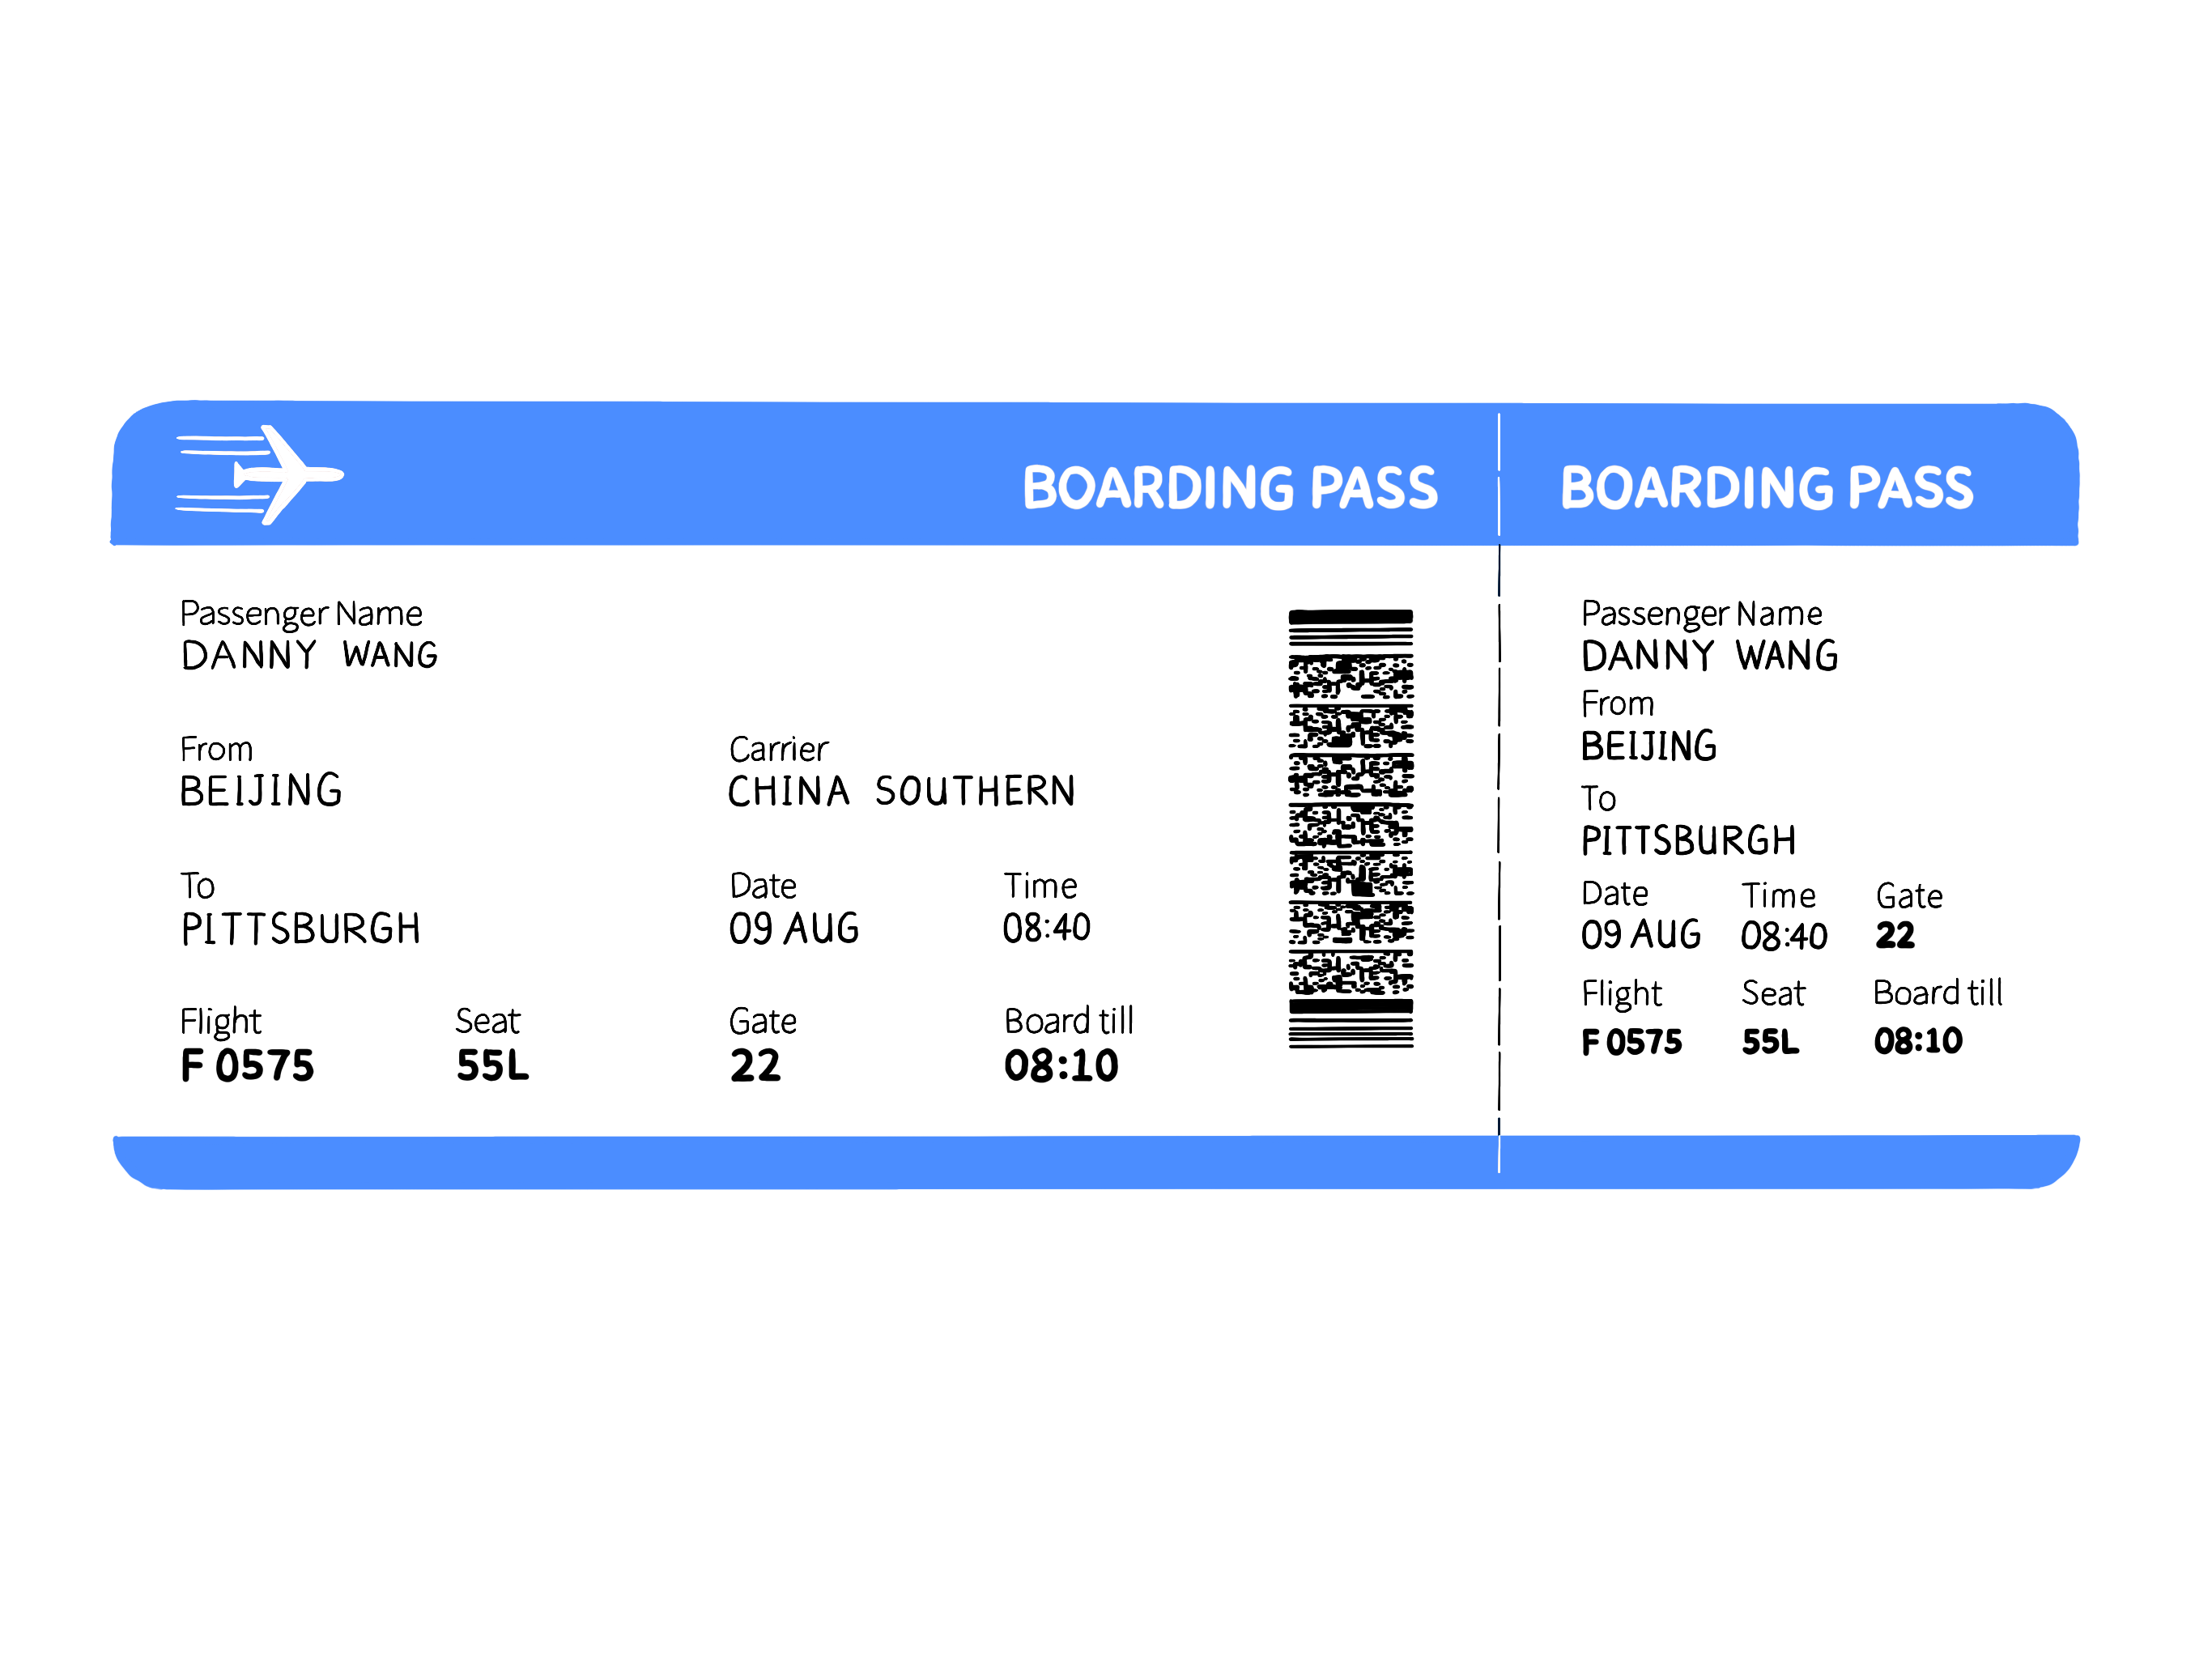 BOARDING PASS
Passenger Name
DANNY WANG
From
BEIJING
Carrier
CHINA SOUTHERN
To
PITTSBURGH
Date
09 AUG
Time
08:40
Flight
F 0575
Seat
55L
Gate
22
Board till
08:10
BOARDING PASS
Passenger Name
DANNY WANG
From
BEIJING
To
PITTSBURGH
Date
09 AUG
Time
08:40
Gate
22
Flight
F 0575
Seat
55L
Board till
08:10